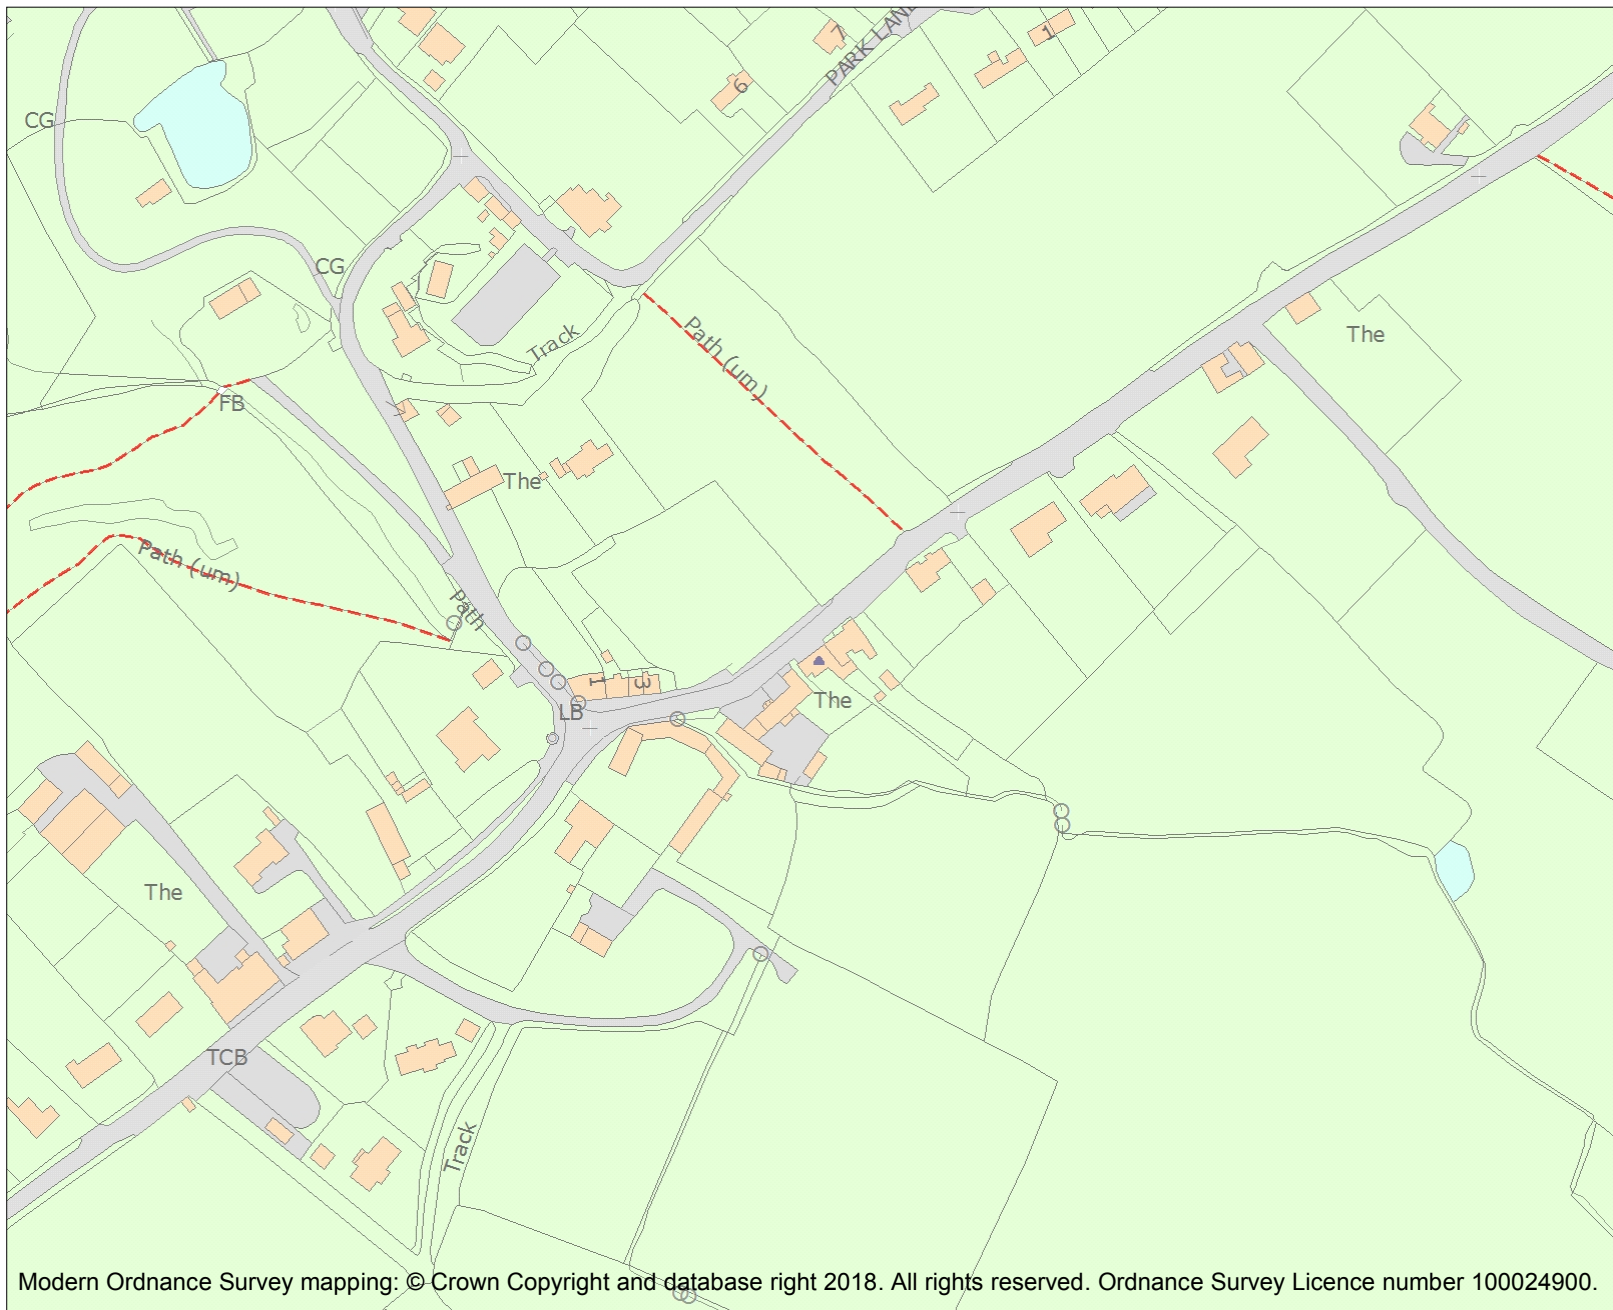 PARK LANE
7
1
6
CG
CG
The
Track
Path (um)
FB
The
Path (um)
Path
1
3
The
LB
The
TCB
Track
Modern Ordnance Survey mapping: © Crown Copyright and database right 2018. All rights reserved. Ordnance Survey Licence number 100024900.